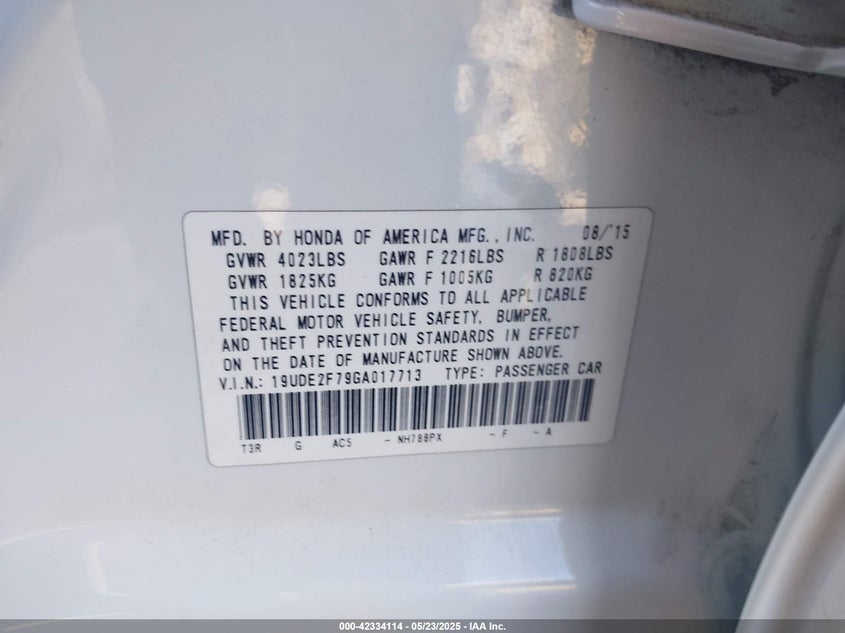 MFD. BY HONDA OF AMERICA MFG., INC. 08/'15
GVWR 4023LBS GAWR F 2216LBS R 1808LBS
GVWR 1825KG GAWR F 1005KG R 820KG
THIS VEHICLE CONFORMS TO ALL APPLICABLE
FEDERAL MOTOR VEHICLE SAFETY, BUMPER,
AND THEFT PREVENTION STANDARDS IN EFFECT
ON THE DATE OF MANUFACTURE SHOWN ABOVE.
V.I.N.: 19UDE2F79GA017713 TYPE: PASSENGER CAR
T3R G AC5 - NH788PX - F - A
000-42334114 - 05/23/2025 - IAA Inc.